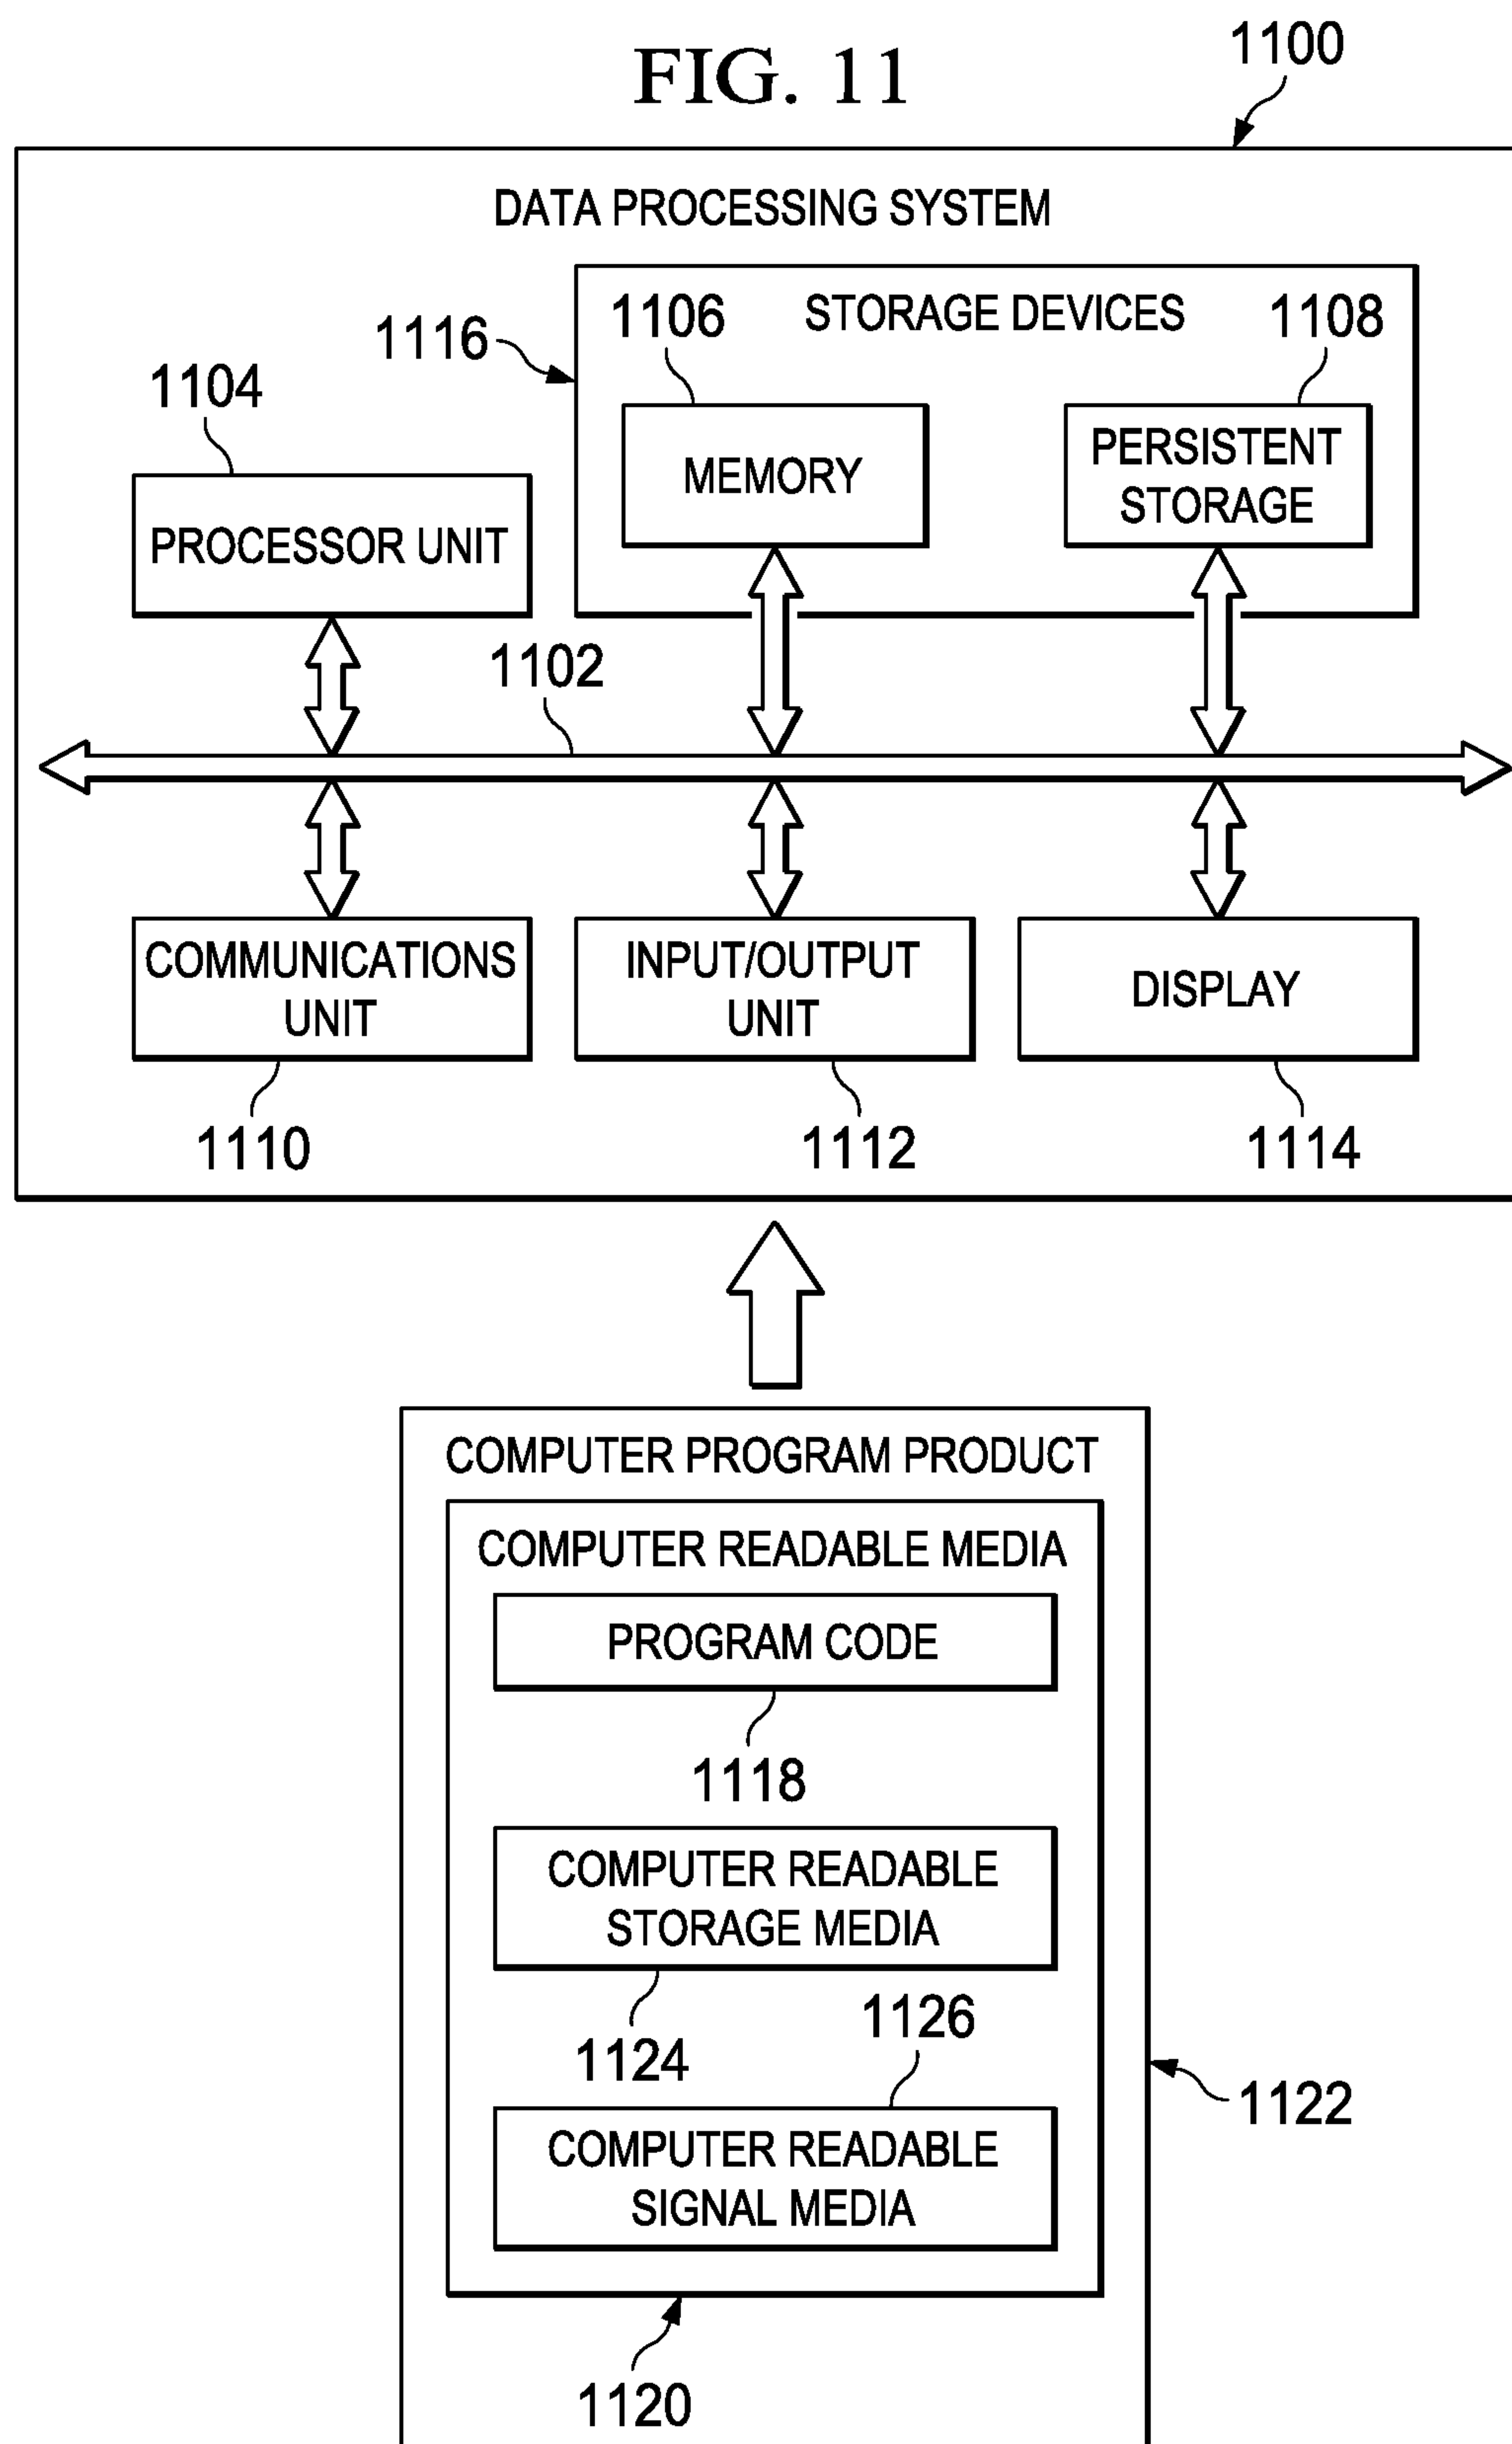 FIG. 11
1100
DATA PROCESSING SYSTEM
1116
1106
STORAGE DEVICES
1108
1104
MEMORY
PERSISTENT
STORAGE
PROCESSOR UNIT
1102
COMMUNICATIONS
UNIT
INPUT/OUTPUT
UNIT
DISPLAY
1110
1112
1114
COMPUTER PROGRAM PRODUCT
COMPUTER READABLE MEDIA
PROGRAM CODE
1118
COMPUTER READABLE
STORAGE MEDIA
1124
1126
COMPUTER READABLE
SIGNAL MEDIA
1122
1120